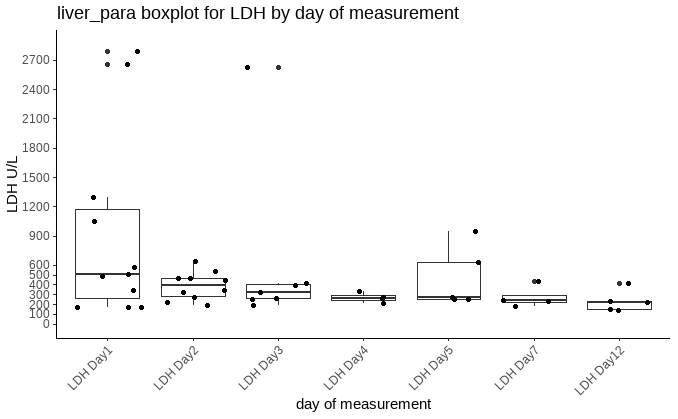 liver_para boxplot for LDH by day of measurement
LDH U/L
2700
2400
2100
1800
1500
1200
900
600
500
400
300
200
100
0
LDH Day1
LDH Day2
LDH Day3
LDH Day4
LDH Day5
LDH Day7
LDH Day12
day of measurement